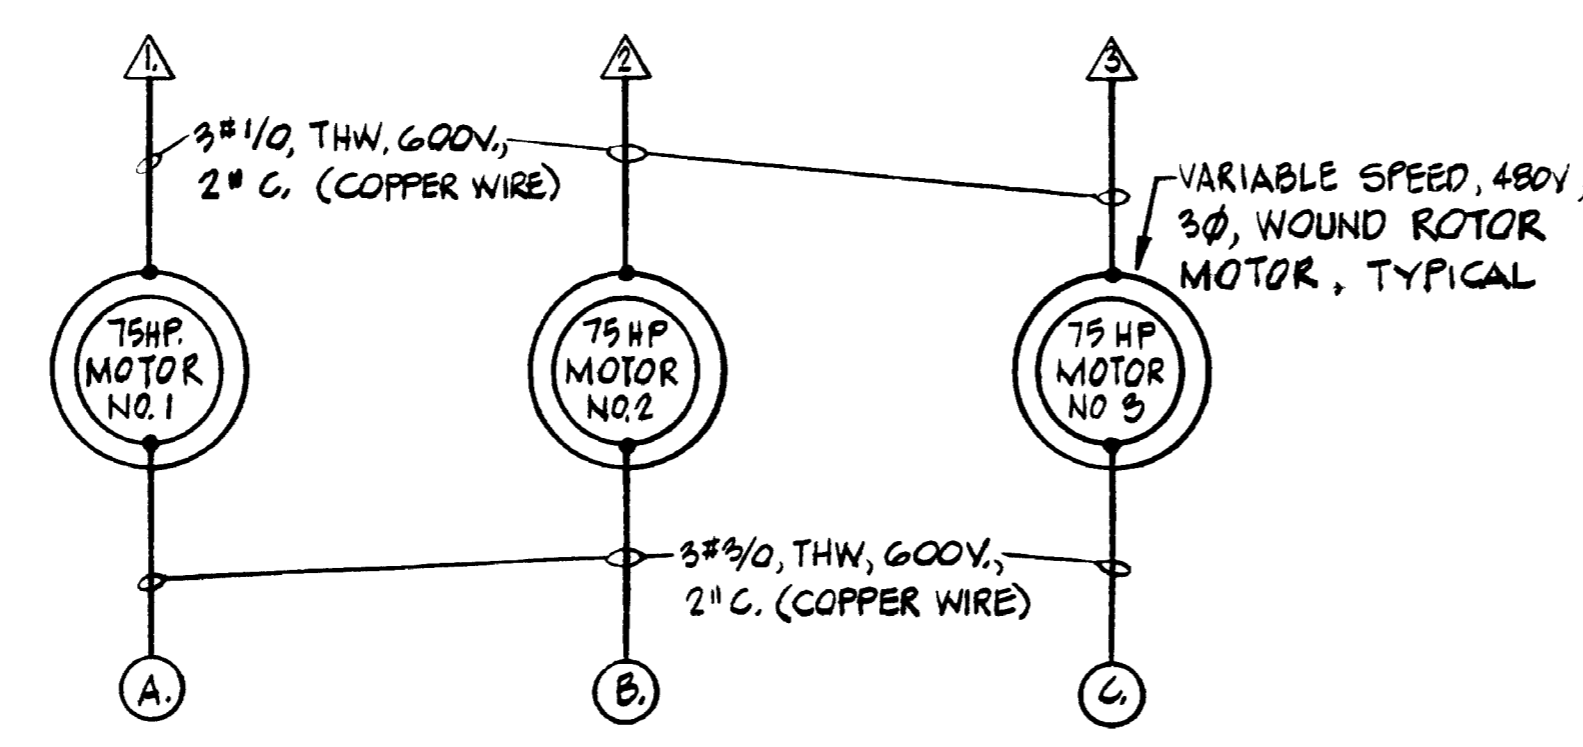 1.
2
3
3#1/0, THW, 600V.,
2" C. (COPPER WIRE)
VARIABLE SPEED, 480V,
3Ø, WOUND ROTOR
MOTOR, TYPICAL
75HP.
MOTOR
NO. 1
75 HP
MOTOR
NO. 2
75 HP
MOTOR
NO 3
3#3/0, THW, 600V.,
2" C. (COPPER WIRE)
A.
B.
C.